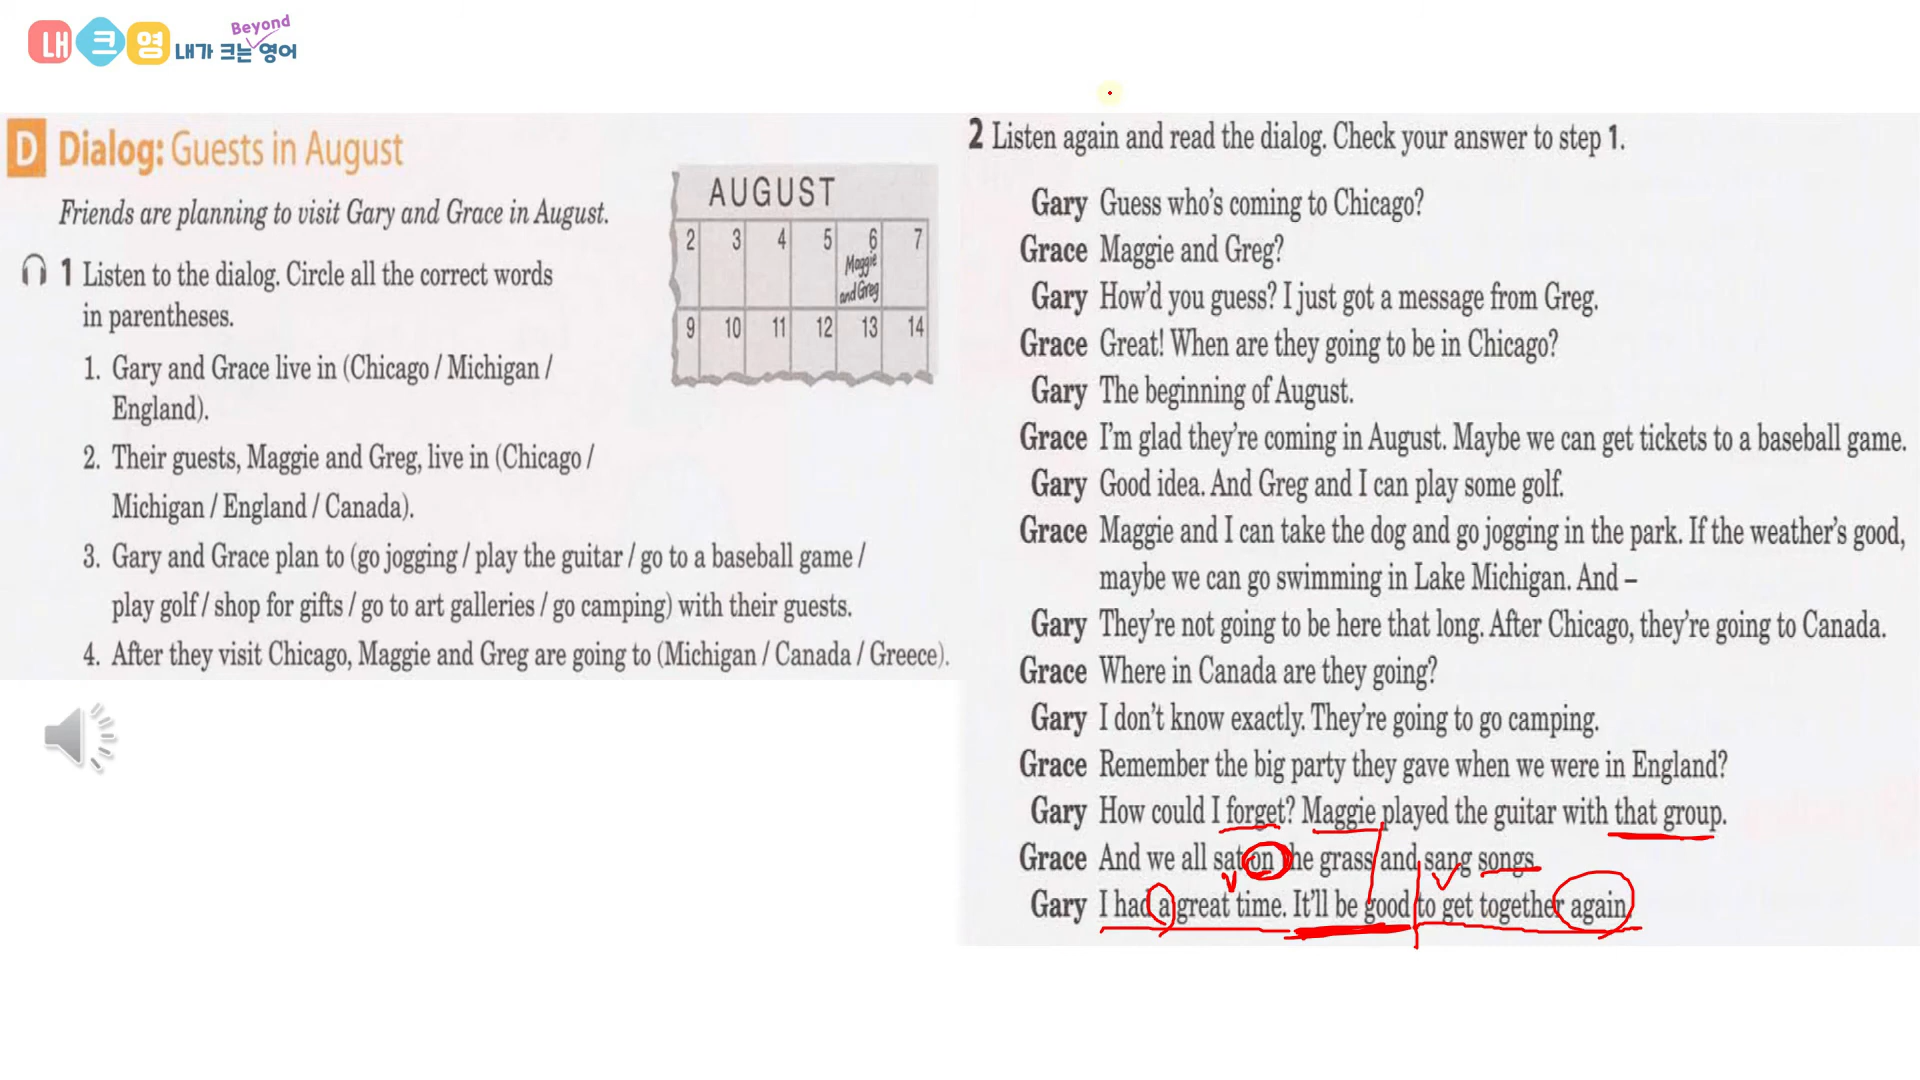 내크영 내가 크는 영어
Beyond
D Dialog: Guests in August
Friends are planning to visit Gary and Grace in August.
1 Listen to the dialog. Circle all the correct words
in parentheses.
1. Gary and Grace live in (Chicago / Michigan /
England).
2. Their guests, Maggie and Greg, live in (Chicago /
Michigan / England / Canada).
3. Gary and Grace plan to (go jogging / play the guitar / go to a baseball game /
play golf / shop for gifts / go to art galleries / go camping) with their guests.
4. After they visit Chicago, Maggie and Greg are going to (Michigan / Canada / Greece).
AUGUST
2 3 4 5 6 7
Maggie
and Greg
9 10 11 12 13 14
2 Listen again and read the dialog. Check your answer to step 1.
Gary Guess who's coming to Chicago?
Grace Maggie and Greg?
Gary How'd you guess? I just got a message from Greg.
Grace Great! When are they going to be in Chicago?
Gary The beginning of August.
Grace I'm glad they're coming in August. Maybe we can get tickets to a baseball game.
Gary Good idea. And Greg and I can play some golf.
Grace Maggie and I can take the dog and go jogging in the park. If the weather's good,
maybe we can go swimming in Lake Michigan. And –
Gary They're not going to be here that long. After Chicago, they're going to Canada.
Grace Where in Canada are they going?
Gary I don't know exactly. They're going to go camping.
Grace Remember the big party they gave when we were in England?
Gary How could I forget? Maggie played the guitar with that group.
Grace And we all sat on the grass and sang songs.
Gary I had a great time. It'll be good to get together again.